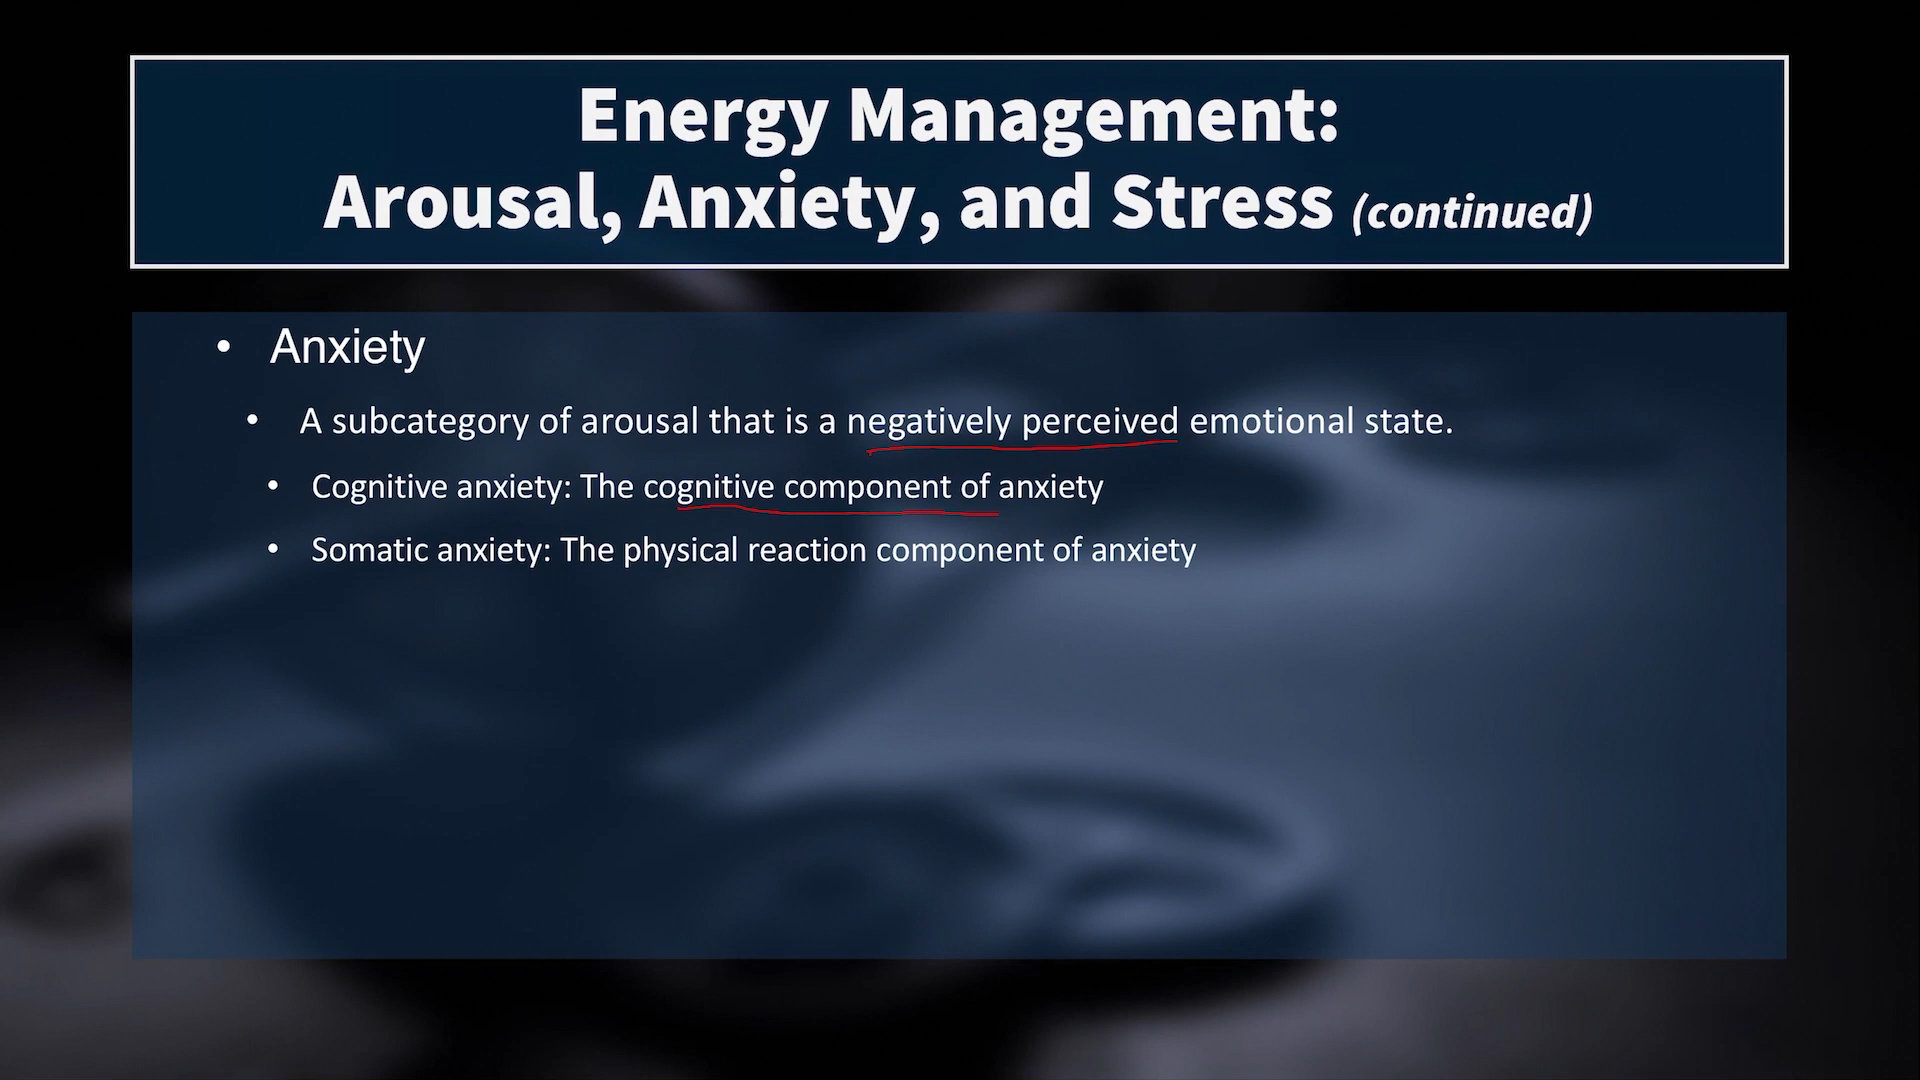 Energy Management:
Arousal, Anxiety, and Stress (continued)
• Anxiety
• A subcategory of arousal that is a negatively perceived emotional state.
• Cognitive anxiety: The cognitive component of anxiety
• Somatic anxiety: The physical reaction component of anxiety